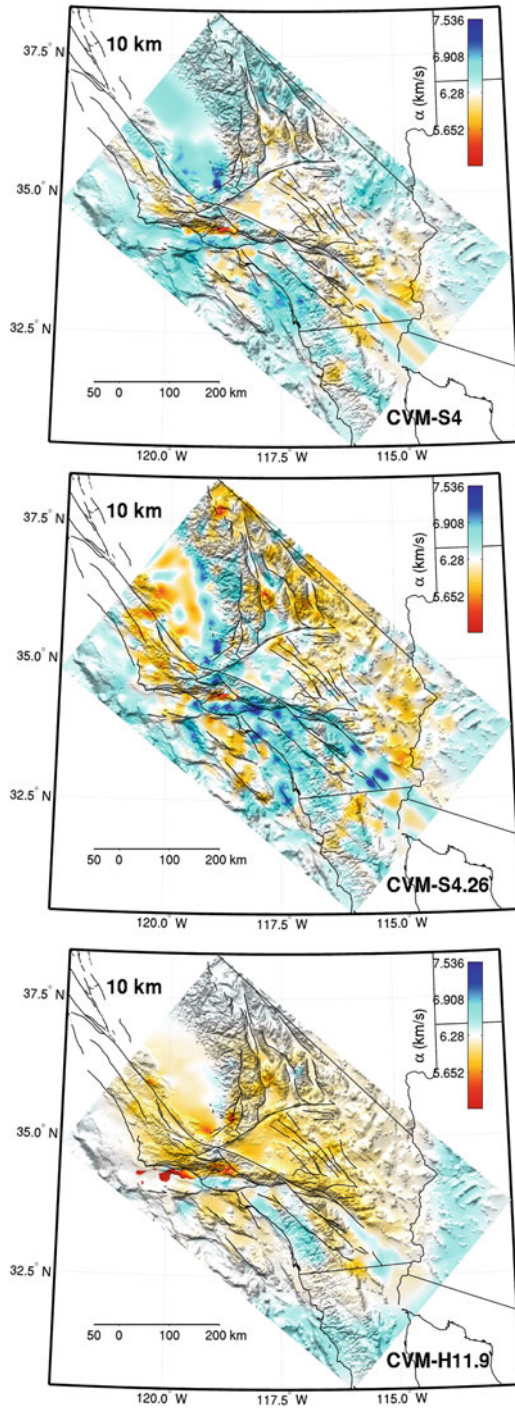 10 km
37.5° N
35.0° N
32.5° N
7.536
6.908
6.28
5.652
α (km/s)
50 0 100 200 km
CVM-S4
120.0° W 117.5° W 115.0° W
10 km
37.5° N
35.0° N
32.5° N
7.536
6.908
6.28
5.652
α (km/s)
50 0 100 200 km
CVM-S4.26
120.0° W 117.5° W 115.0° W
10 km
37.5° N
35.0° N
32.5° N
7.536
6.908
6.28
5.652
α (km/s)
50 0 100 200 km
CVM-H11.9
120.0° W 117.5° W 115.0° W